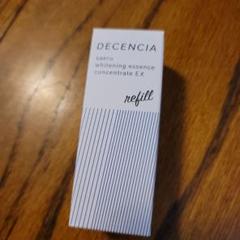 DECENCIA
saeru
whitening essence
concentrate EX
refill